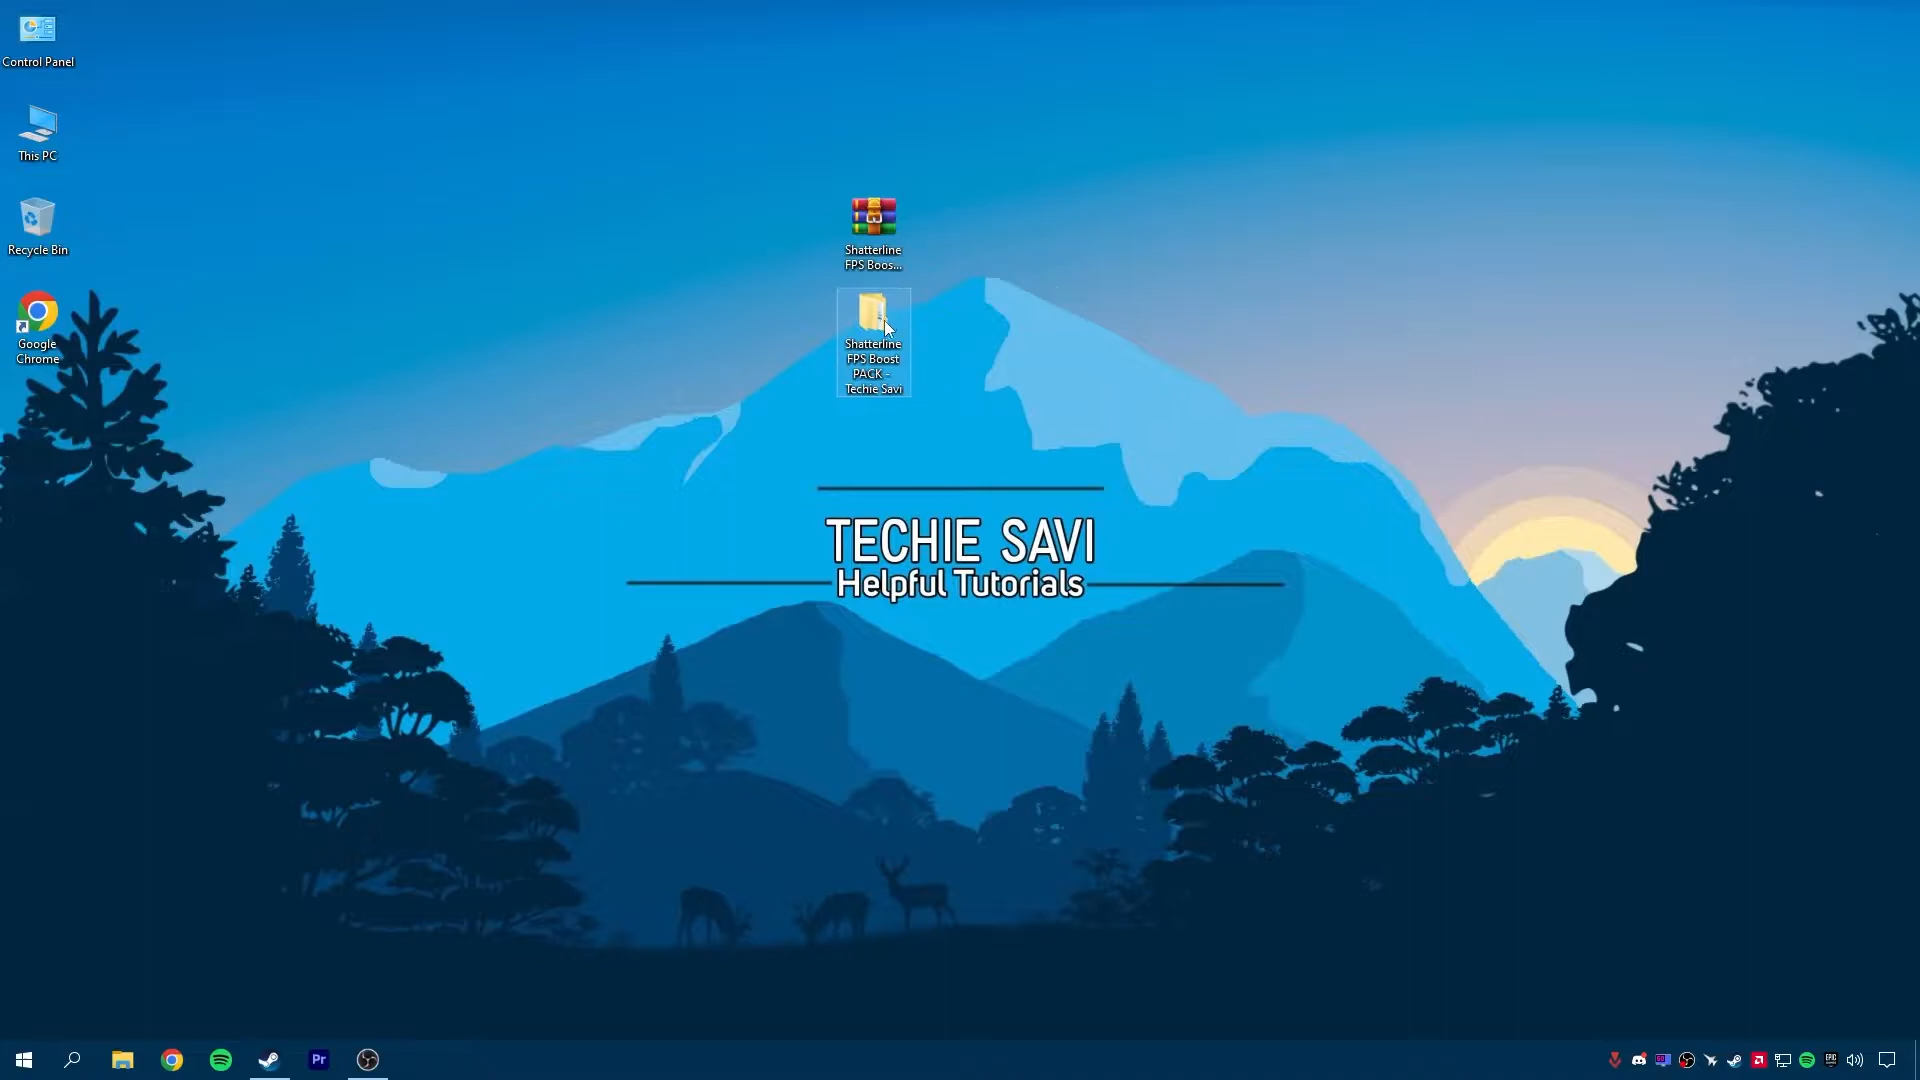 Control Panel
This PC
Recycle Bin
Google
Chrome
Shatterline
FPS Boos...
Shatterline
FPS Boost
PACK -
Techie Savi
TECHIE SAVI
Helpful Tutorials
Pr